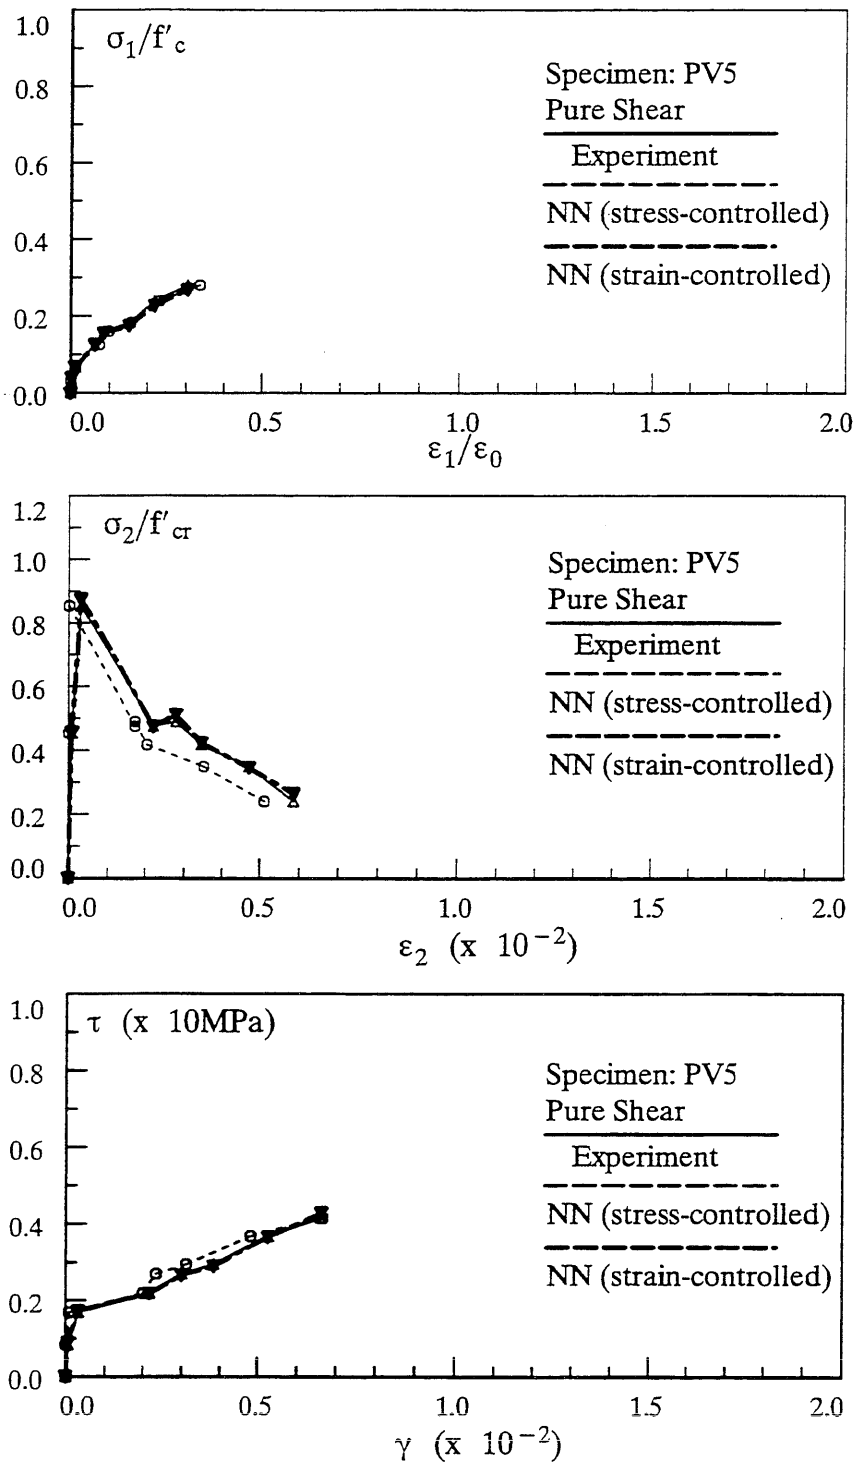 1.0
σ1/f'c
0.8
0.6
0.4
0.2
0.0
Specimen: PV5
Pure Shear
Experiment
NN (stress-controlled)
NN (strain-controlled)
0.0 0.5 1.0 1.5 2.0
ε1/ε0
1.2
σ2/f'cr
1.0
0.8
0.6
0.4
0.2
0.0
Specimen: PV5
Pure Shear
Experiment
NN (stress-controlled)
NN (strain-controlled)
0.0 0.5 1.0 1.5 2.0
ε2 (x 10⁻²)
1.0
τ (x 10MPa)
0.8
0.6
0.4
0.2
0.0
Specimen: PV5
Pure Shear
Experiment
NN (stress-controlled)
NN (strain-controlled)
0.0 0.5 1.0 1.5 2.0
γ (x 10⁻²)